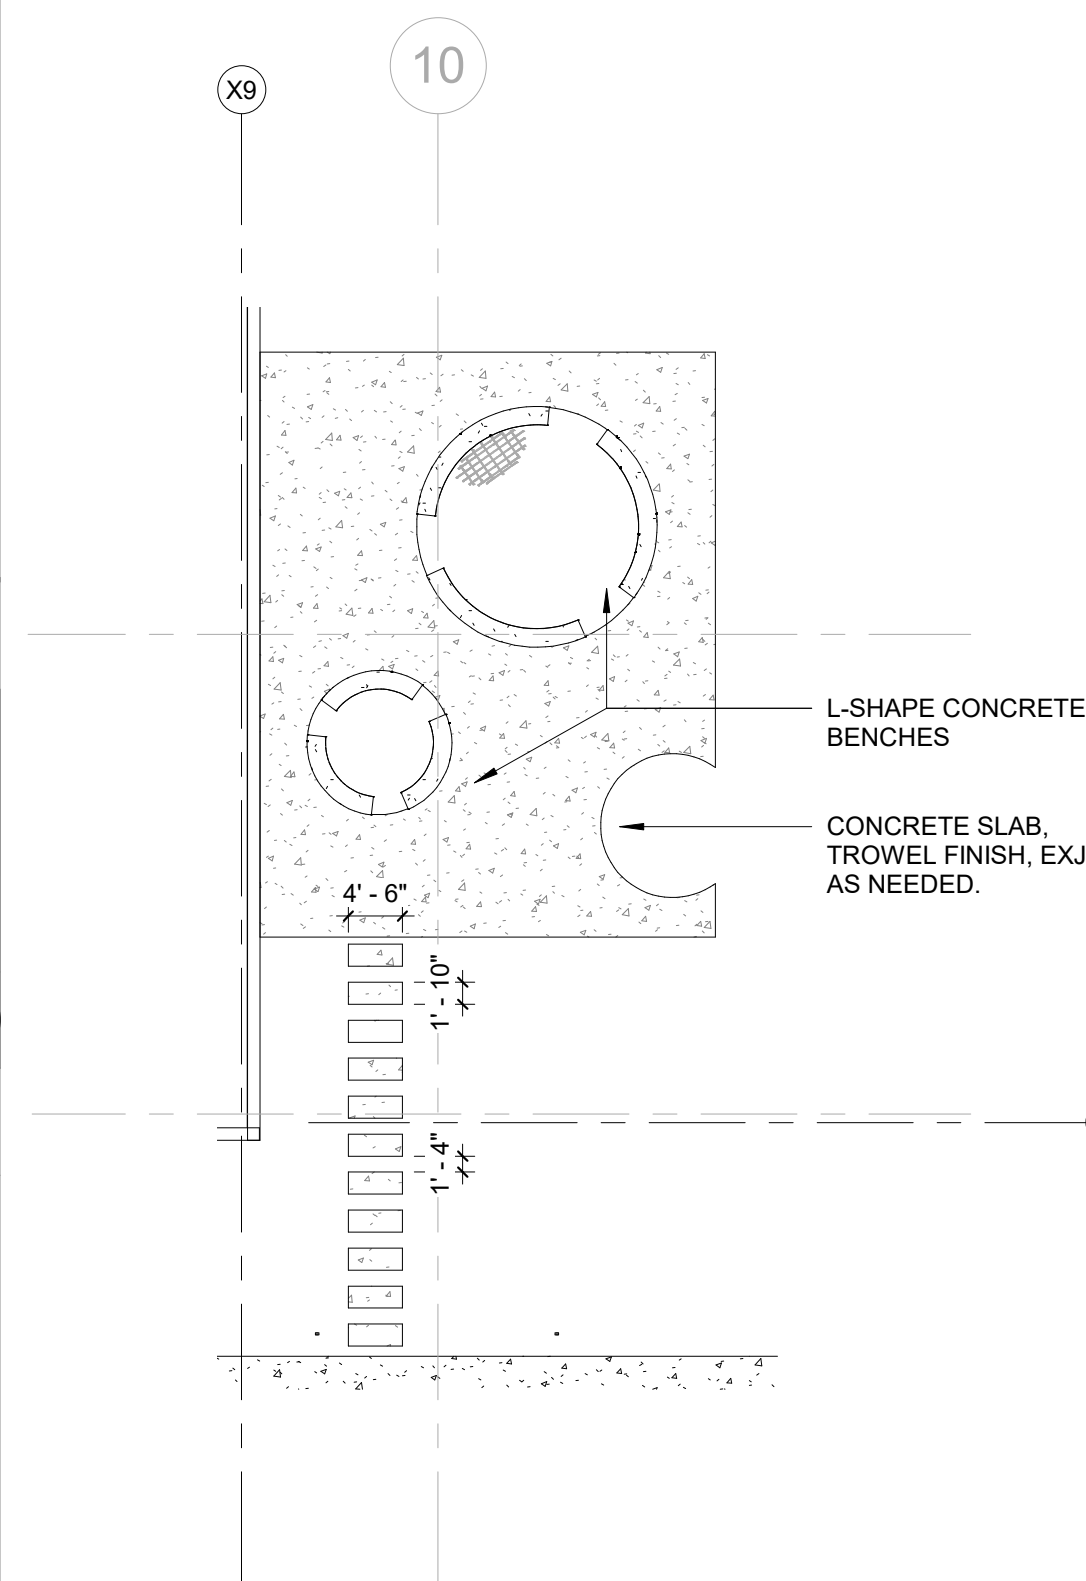 10
X9
L-SHAPE CONCRETE
BENCHES
CONCRETE SLAB,
TROWEL FINISH, EXJ
AS NEEDED.
4' - 6"
1' - 10"
1' - 4"